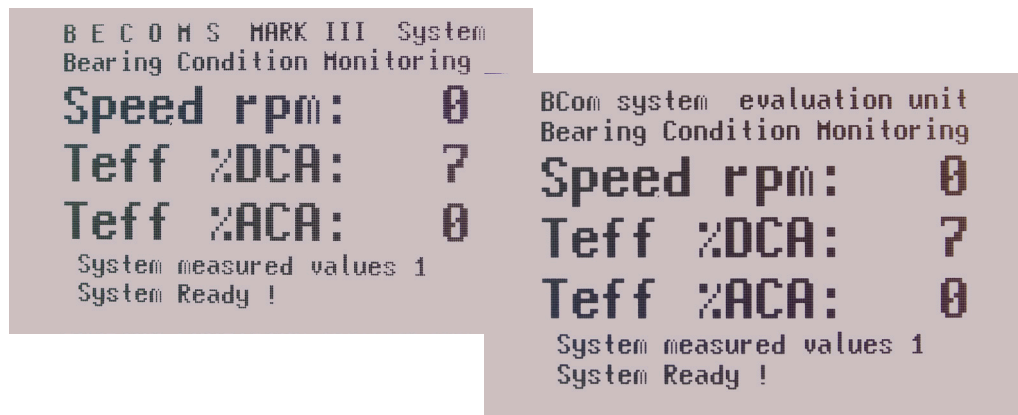 B E C O M S  MARK III  System
Bearing Condition Monitoring _
Speed rpm: 0
Teff %DCA: 7
Teff %ACA: 0
System measured values 1
System Ready !
BCom system  evaluation unit
Bearing Condition Monitoring
Speed rpm: 0
Teff %DCA: 7
Teff %ACA: 0
System measured values 1
System Ready !